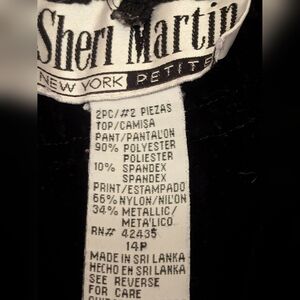 Sheri Martin
NEW YORK PETITE
2PC/#2 PIEZAS
TOP/CAMISA
PANT/PANTALON
90% POLYESTER
POLIESTER
10% SPANDEX
SPANDEX
PRINT/ESTAMPADO
66% NYLON/NILON
34% METALLIC/
METALICO
RN# 42435
14P
MADE IN SRI LANKA
HECHO EN SRI LANKA
SEE REVERSE
FOR CARE